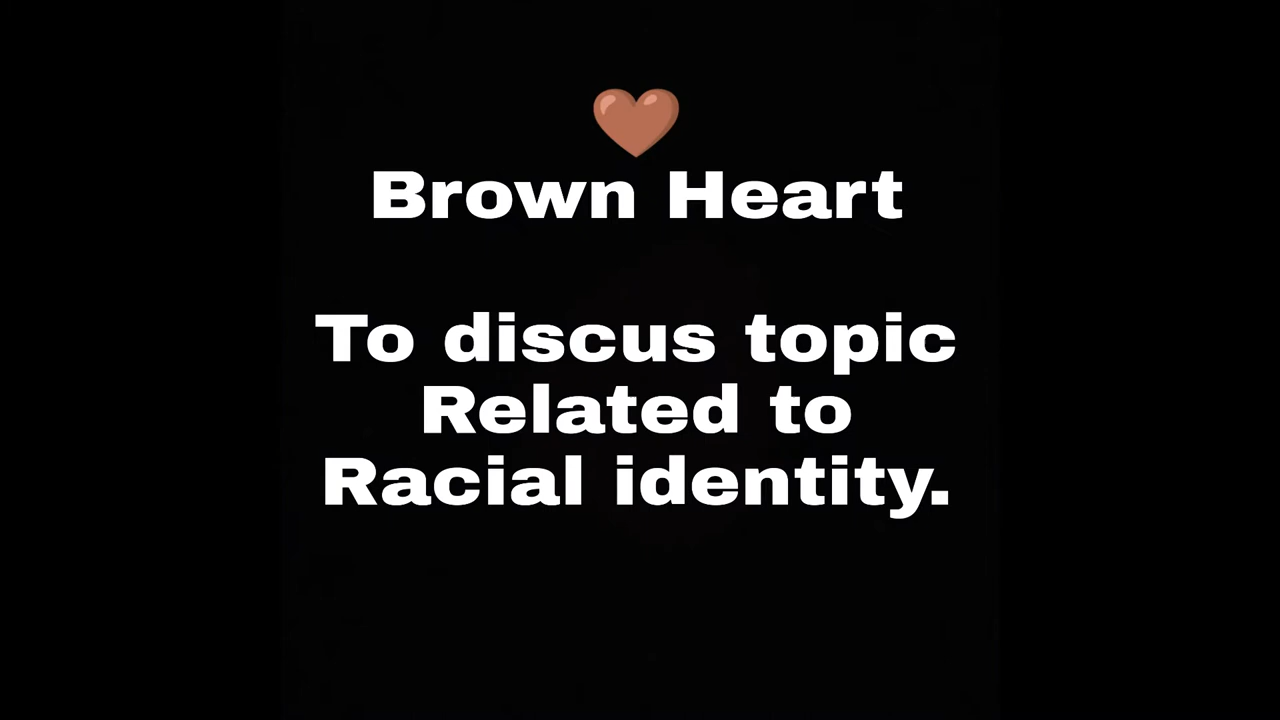 Brown Heart
To discus topic
Related to
Racial identity.